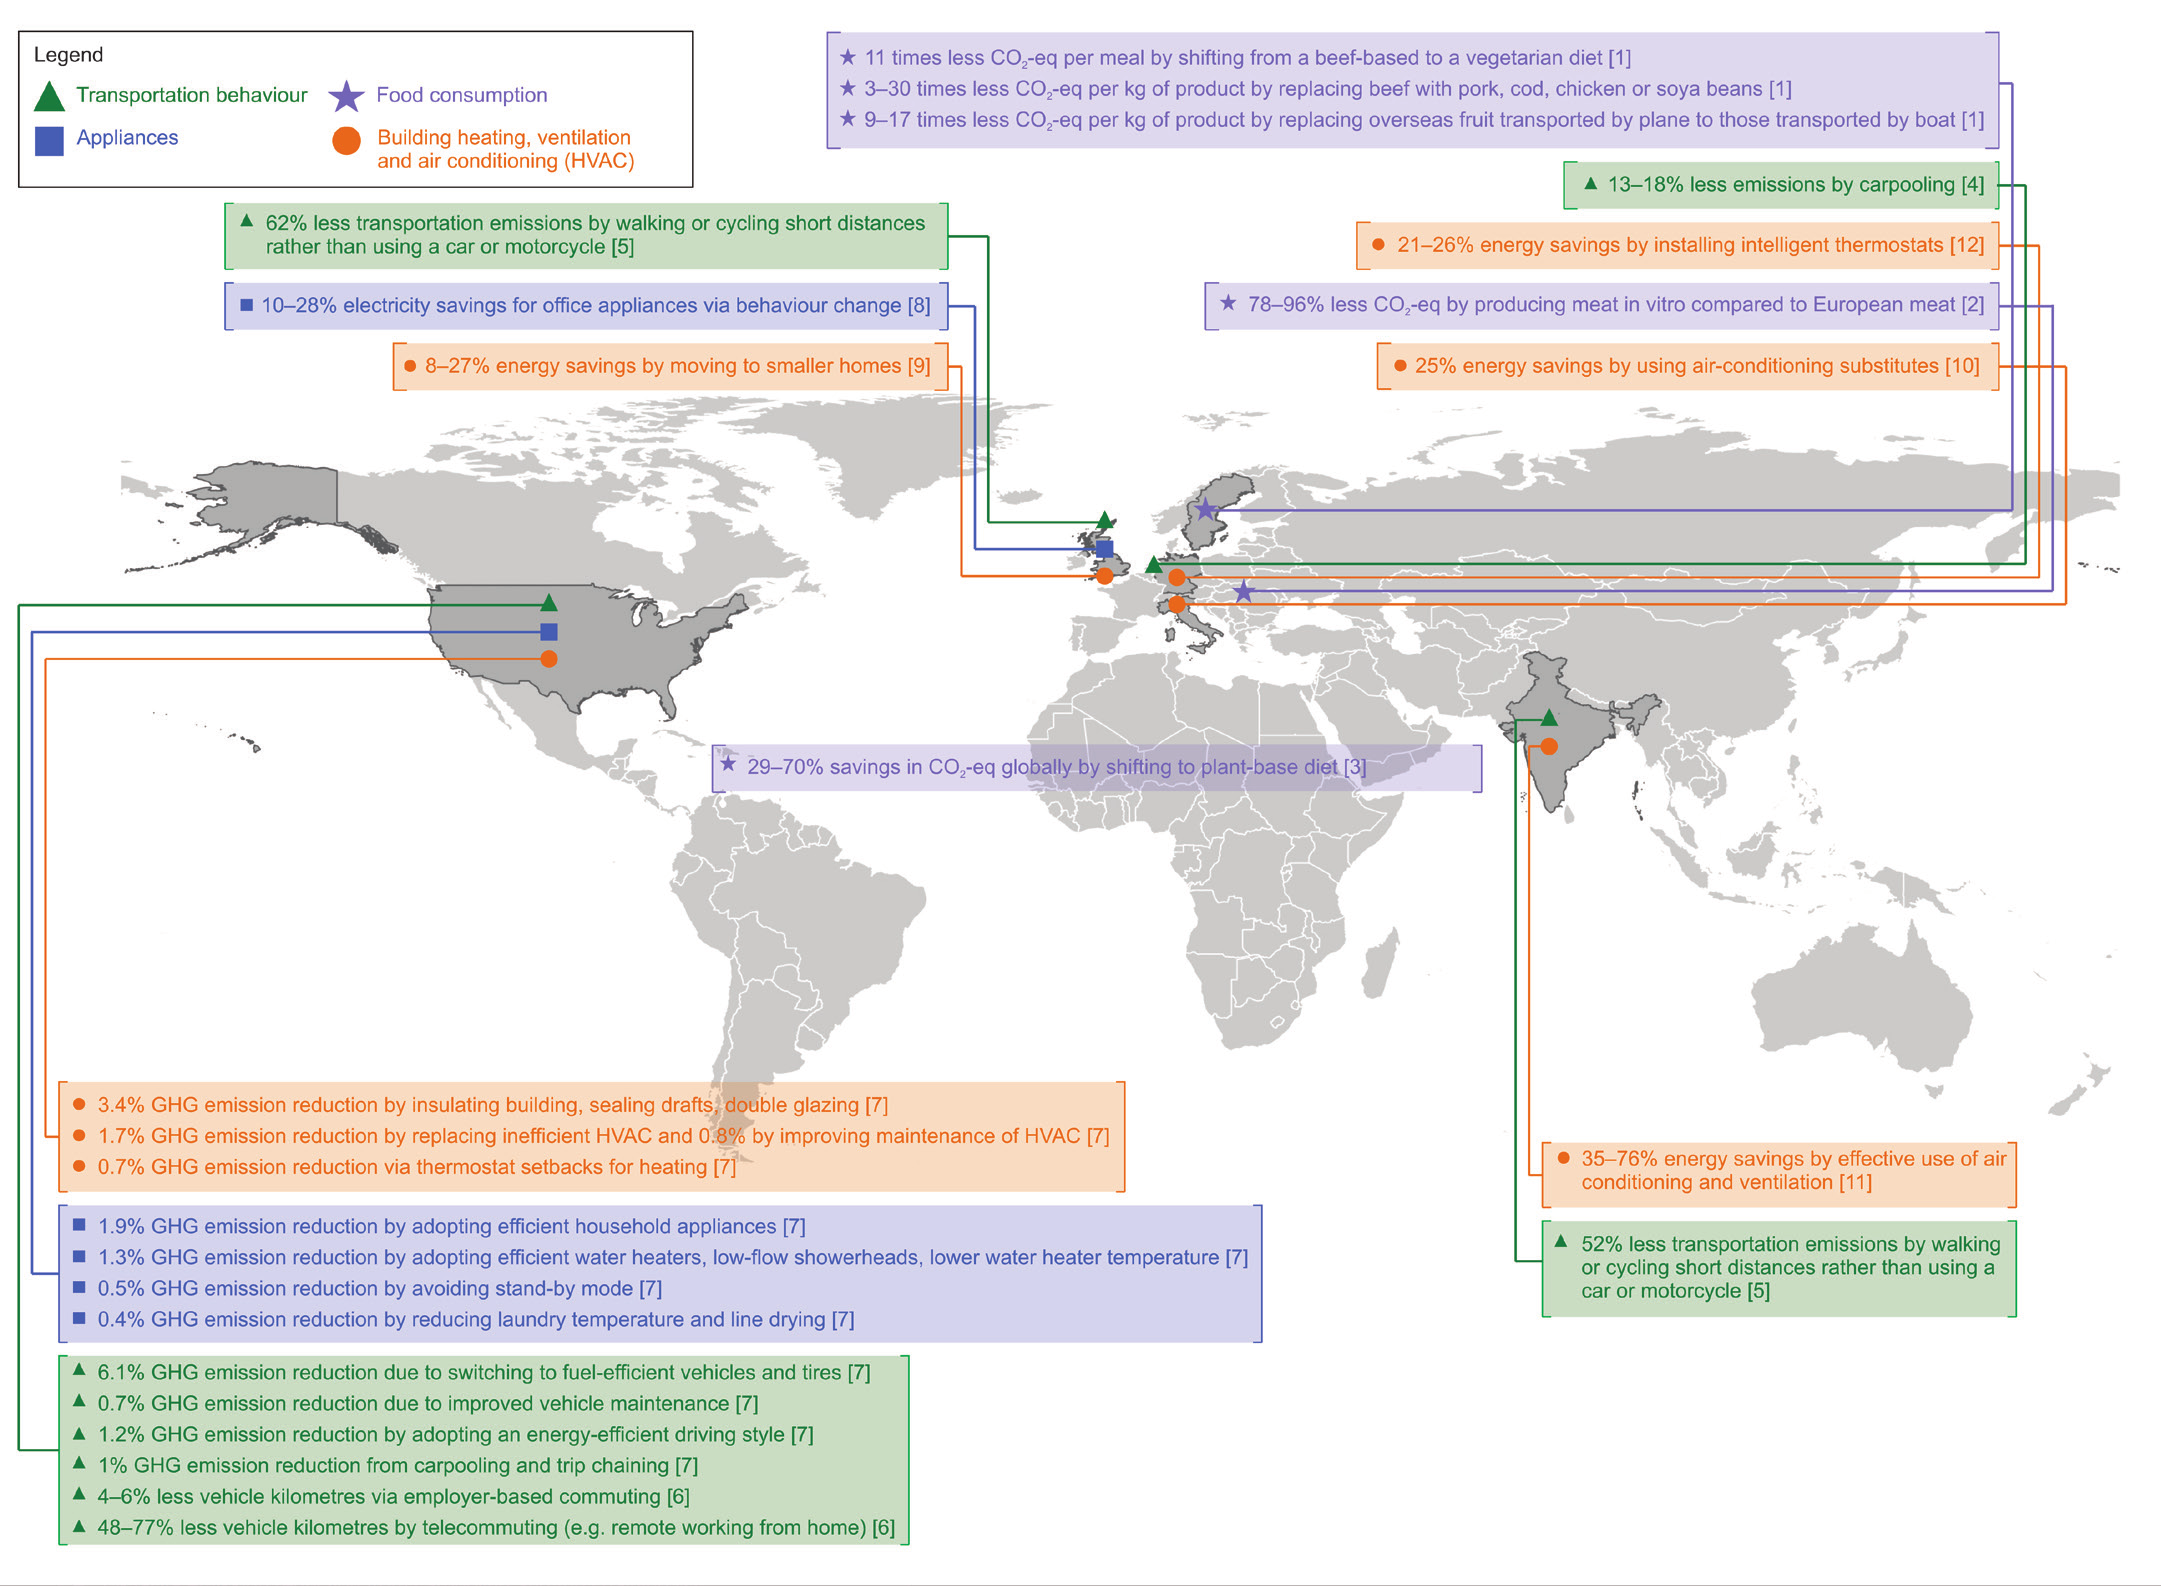 Legend
Transportation behaviour
Food consumption
Appliances
Building heating, ventilation
and air conditioning (HVAC)
11 times less CO₂-eq per meal by shifting from a beef-based to a vegetarian diet [1]
3–30 times less CO₂-eq per kg of product by replacing beef with pork, cod, chicken or soya beans [1]
9–17 times less CO₂-eq per kg of product by replacing overseas fruit transported by plane to those transported by boat [1]
13–18% less emissions by carpooling [4]
62% less transportation emissions by walking or cycling short distances
rather than using a car or motorcycle [5]
21–26% energy savings by installing intelligent thermostats [12]
10–28% electricity savings for office appliances via behaviour change [8]
78–96% less CO₂-eq by producing meat in vitro compared to European meat [2]
8–27% energy savings by moving to smaller homes [9]
25% energy savings by using air-conditioning substitutes [10]
29–70% savings in CO₂-eq globally by shifting to plant-base diet [3]
3.4% GHG emission reduction by insulating building, sealing drafts, double glazing [7]
1.7% GHG emission reduction by replacing inefficient HVAC and 0.8% by improving maintenance of HVAC [7]
0.7% GHG emission reduction via thermostat setbacks for heating [7]
35–76% energy savings by effective use of air
conditioning and ventilation [11]
1.9% GHG emission reduction by adopting efficient household appliances [7]
1.3% GHG emission reduction by adopting efficient water heaters, low-flow showerheads, lower water heater temperature [7]
0.5% GHG emission reduction by avoiding stand-by mode [7]
0.4% GHG emission reduction by reducing laundry temperature and line drying [7]
52% less transportation emissions by walking
or cycling short distances rather than using a
car or motorcycle [5]
6.1% GHG emission reduction due to switching to fuel-efficient vehicles and tires [7]
0.7% GHG emission reduction due to improved vehicle maintenance [7]
1.2% GHG emission reduction by adopting an energy-efficient driving style [7]
1% GHG emission reduction from carpooling and trip chaining [7]
4–6% less vehicle kilometres via employer-based commuting [6]
48–77% less vehicle kilometres by telecommuting (e.g. remote working from home) [6]